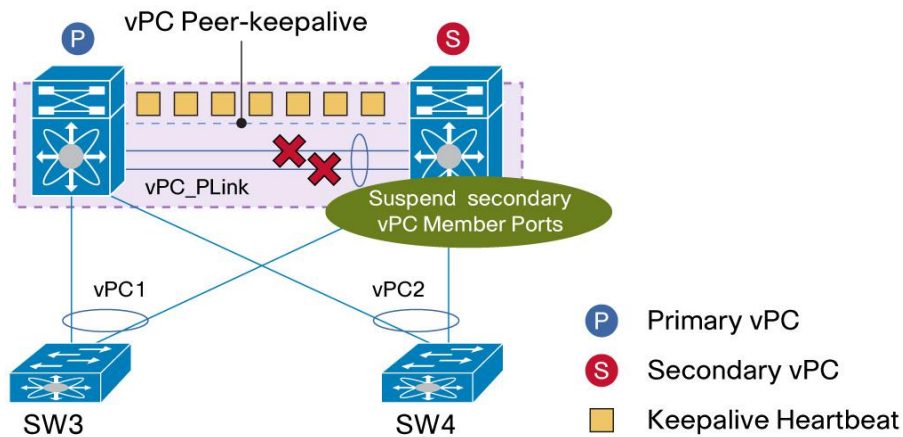 vPC Peer-keepalive
P
S
vPC_PLink
Suspend secondary
vPC Member Ports
vPC1
vPC2
SW3
SW4
P Primary vPC
S Secondary vPC
Keepalive Heartbeat